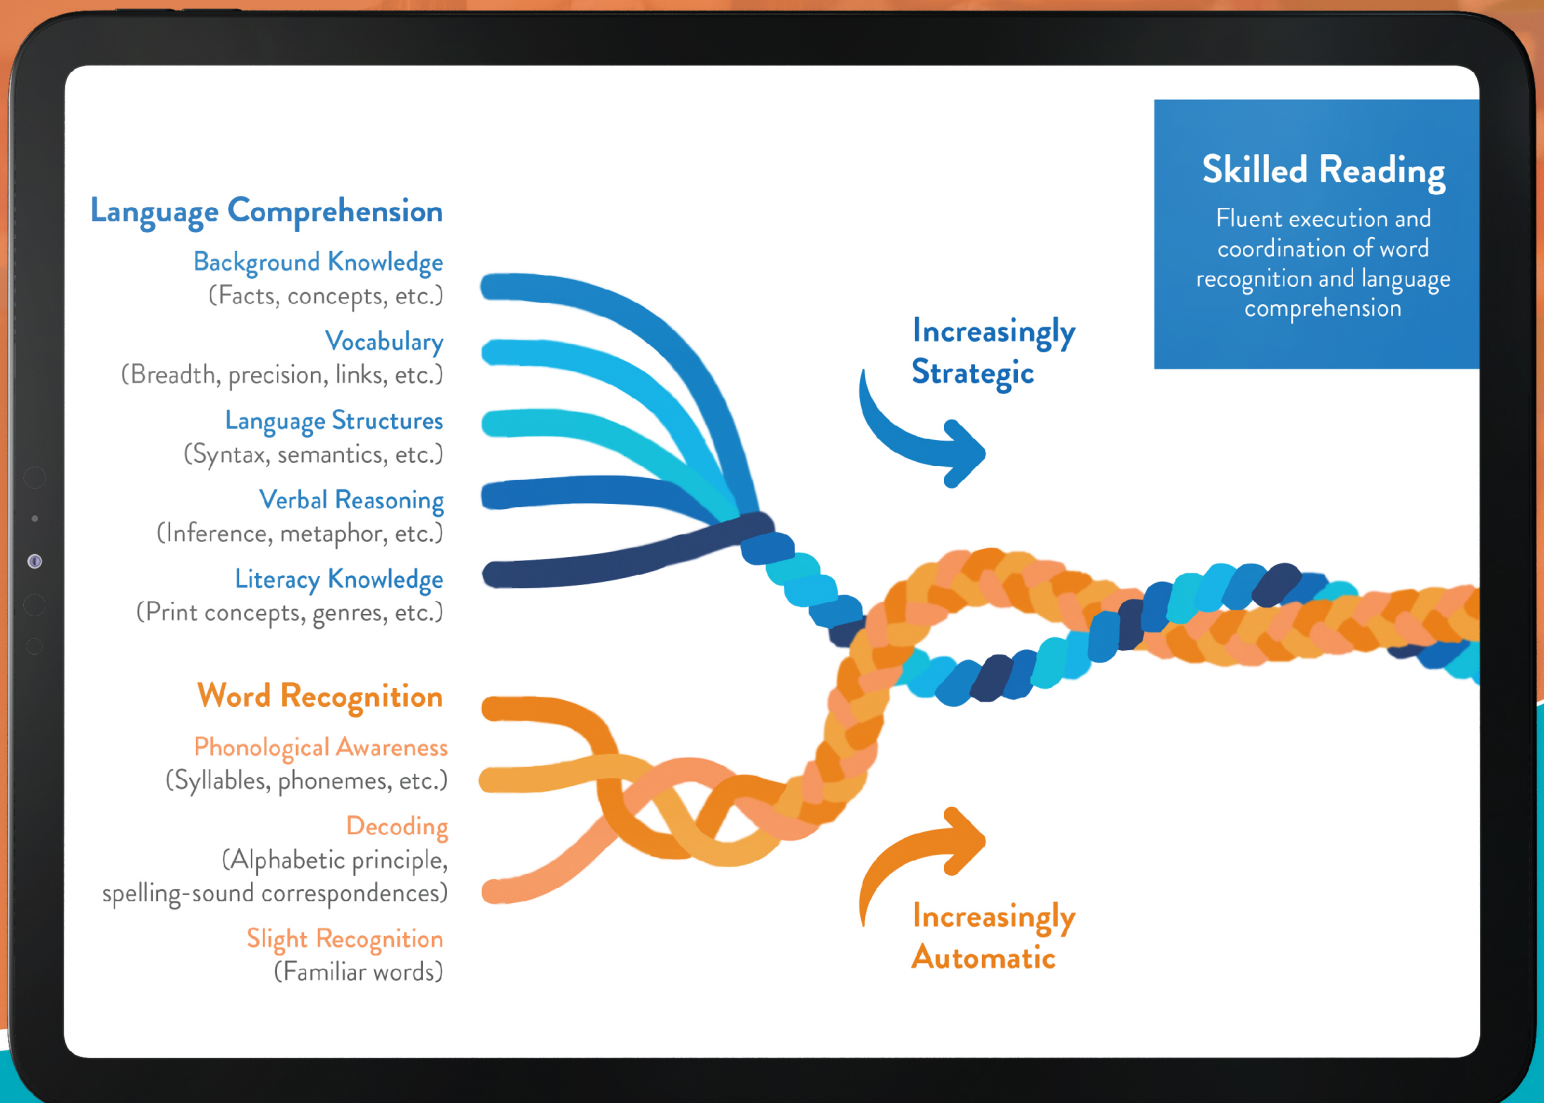 Language Comprehension
Background Knowledge
(Facts, concepts, etc.)
Vocabulary
(Breadth, precision, links, etc.)
Language Structures
(Syntax, semantics, etc.)
Verbal Reasoning
(Inference, metaphor, etc.)
Literacy Knowledge
(Print concepts, genres, etc.)
Word Recognition
Phonological Awareness
(Syllables, phonemes, etc.)
Decoding
(Alphabetic principle,
spelling-sound correspondences)
Slight Recognition
(Familiar words)
Increasingly
Strategic
Increasingly
Automatic
Skilled Reading
Fluent execution and
coordination of word
recognition and language
comprehension